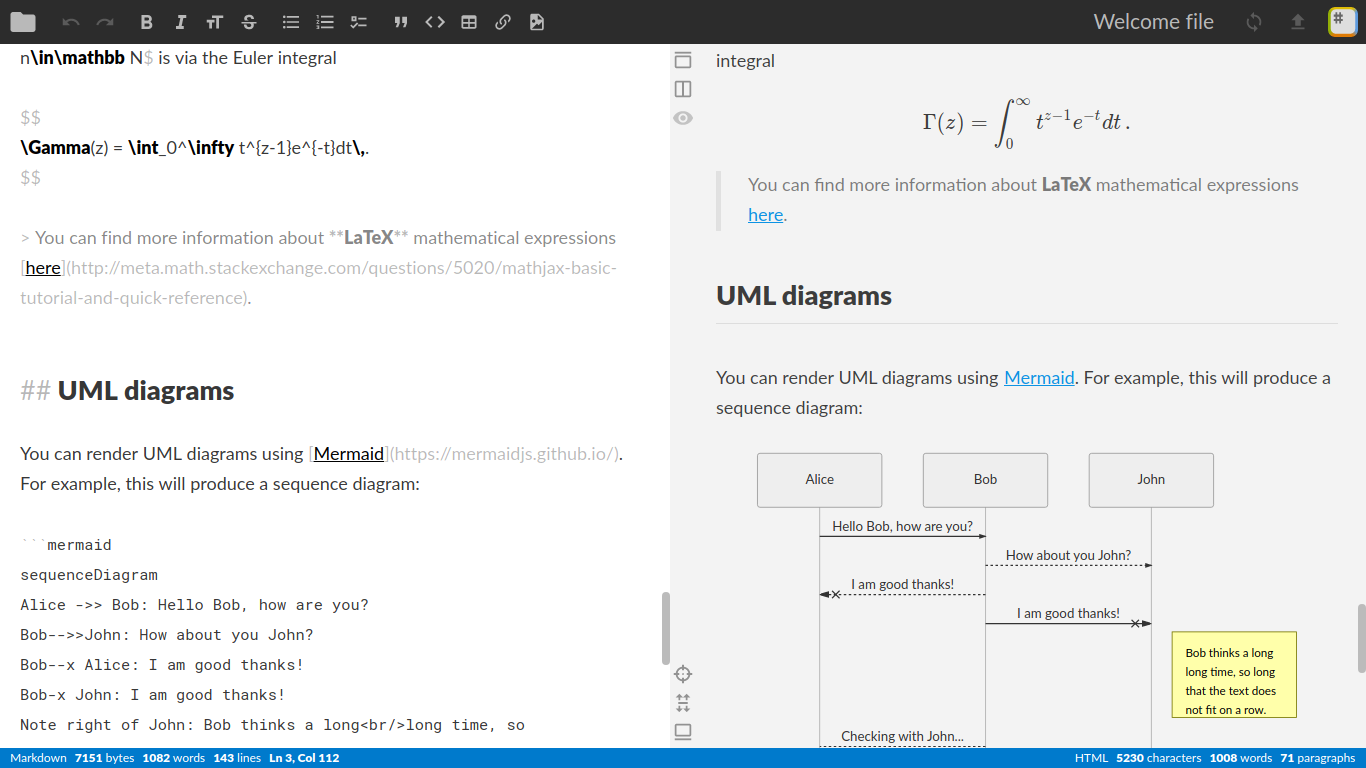 Welcome file
n\in\mathbb N$ is via the Euler integral
$$
\Gamma(z) = \int_0^\infty t^{z-1}e^{-t}dt\,.
$$
> You can find more information about **LaTeX** mathematical expressions
[here](http://meta.math.stackexchange.com/questions/5020/mathjax-basic-
tutorial-and-quick-reference).
## UML diagrams
You can render UML diagrams using [Mermaid](https://mermaidjs.github.io/).
For example, this will produce a sequence diagram:
```mermaid
sequenceDiagram
Alice ->> Bob: Hello Bob, how are you?
Bob-->>John: How about you John?
Bob--x Alice: I am good thanks!
Bob-x John: I am good thanks!
Note right of John: Bob thinks a long<br/>long time, so
integral
Γ(z) = ∫₀^∞ t^{z−1}e^{−t}dt .
You can find more information about LaTeX mathematical expressions
here.
UML diagrams
You can render UML diagrams using Mermaid. For example, this will produce a
sequence diagram:
Alice Bob John
Hello Bob, how are you?
How about you John?
I am good thanks!
I am good thanks!
Bob thinks a long
long time, so long
that the text does
not fit on a row.
Checking with John...
Markdown 7151 bytes 1082 words 143 lines Ln 3, Col 112
HTML 5230 characters 1008 words 71 paragraphs